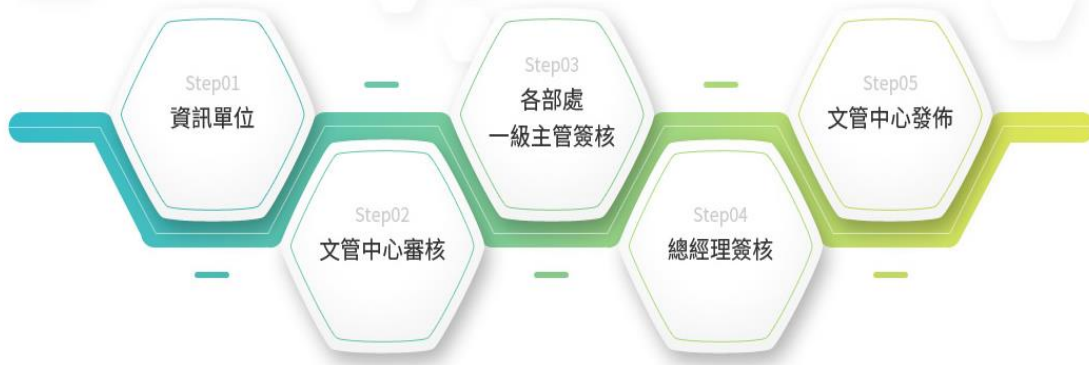 Step01
資訊單位
Step02
文管中心審核
Step03
各部處
一級主管簽核
Step04
總經理簽核
Step05
文管中心發佈